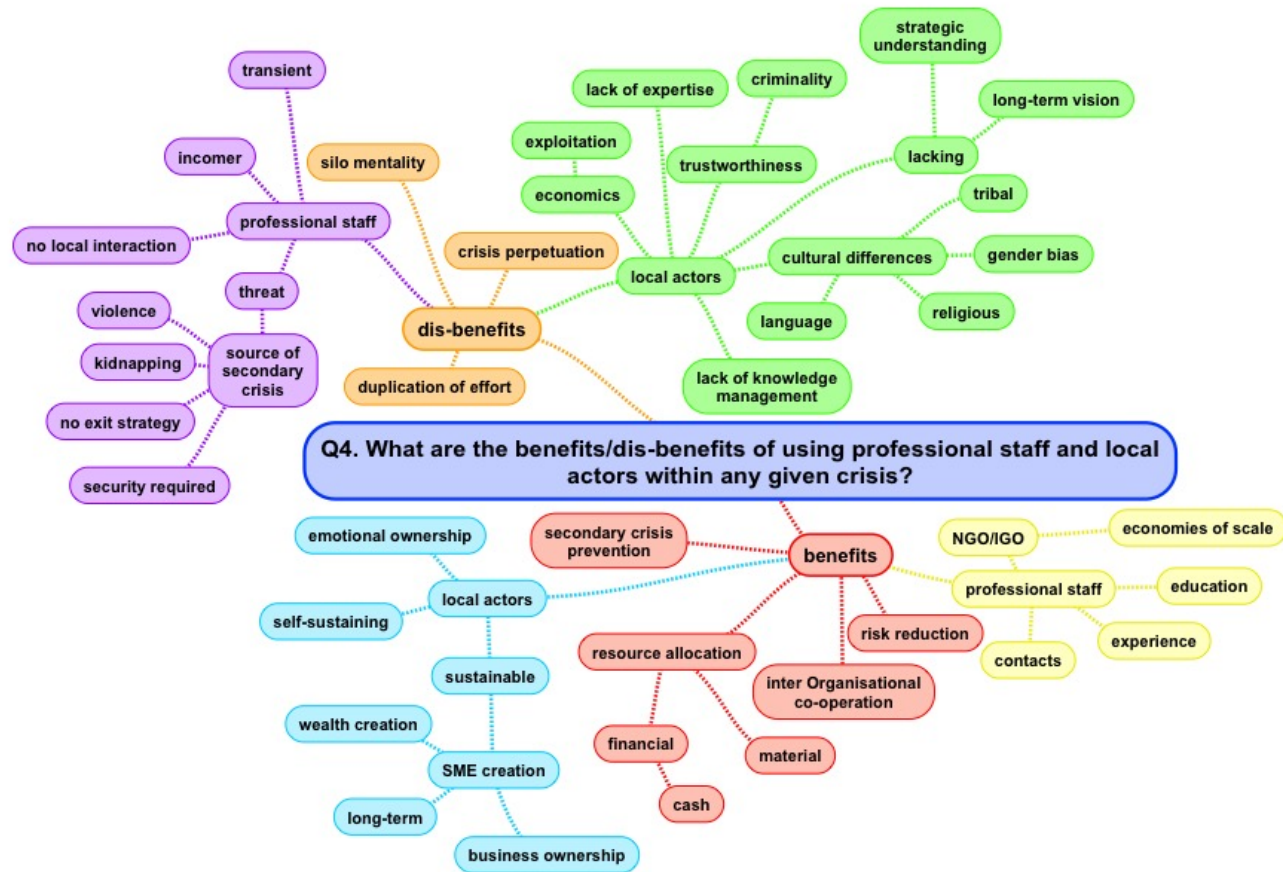 strategic
understanding
transient
criminality
lack of expertise
long-term vision
exploitation
incomer
silo mentality
trustworthiness
lacking
economics
tribal
professional staff
no local interaction
crisis perpetuation
cultural differences
gender bias
local actors
threat
violence
language
religious
dis-benefits
source of
secondary
crisis
kidnapping
duplication of effort
lack of knowledge
management
no exit strategy
security required
Q4. What are the benefits/dis-benefits of using professional staff and local
actors within any given crisis?
emotional ownership
secondary crisis
prevention
benefits
NGO/IGO
economies of scale
local actors
professional staff
education
self-sustaining
risk reduction
experience
resource allocation
contacts
sustainable
inter Organisational
co-operation
wealth creation
financial
material
SME creation
cash
long-term
business ownership